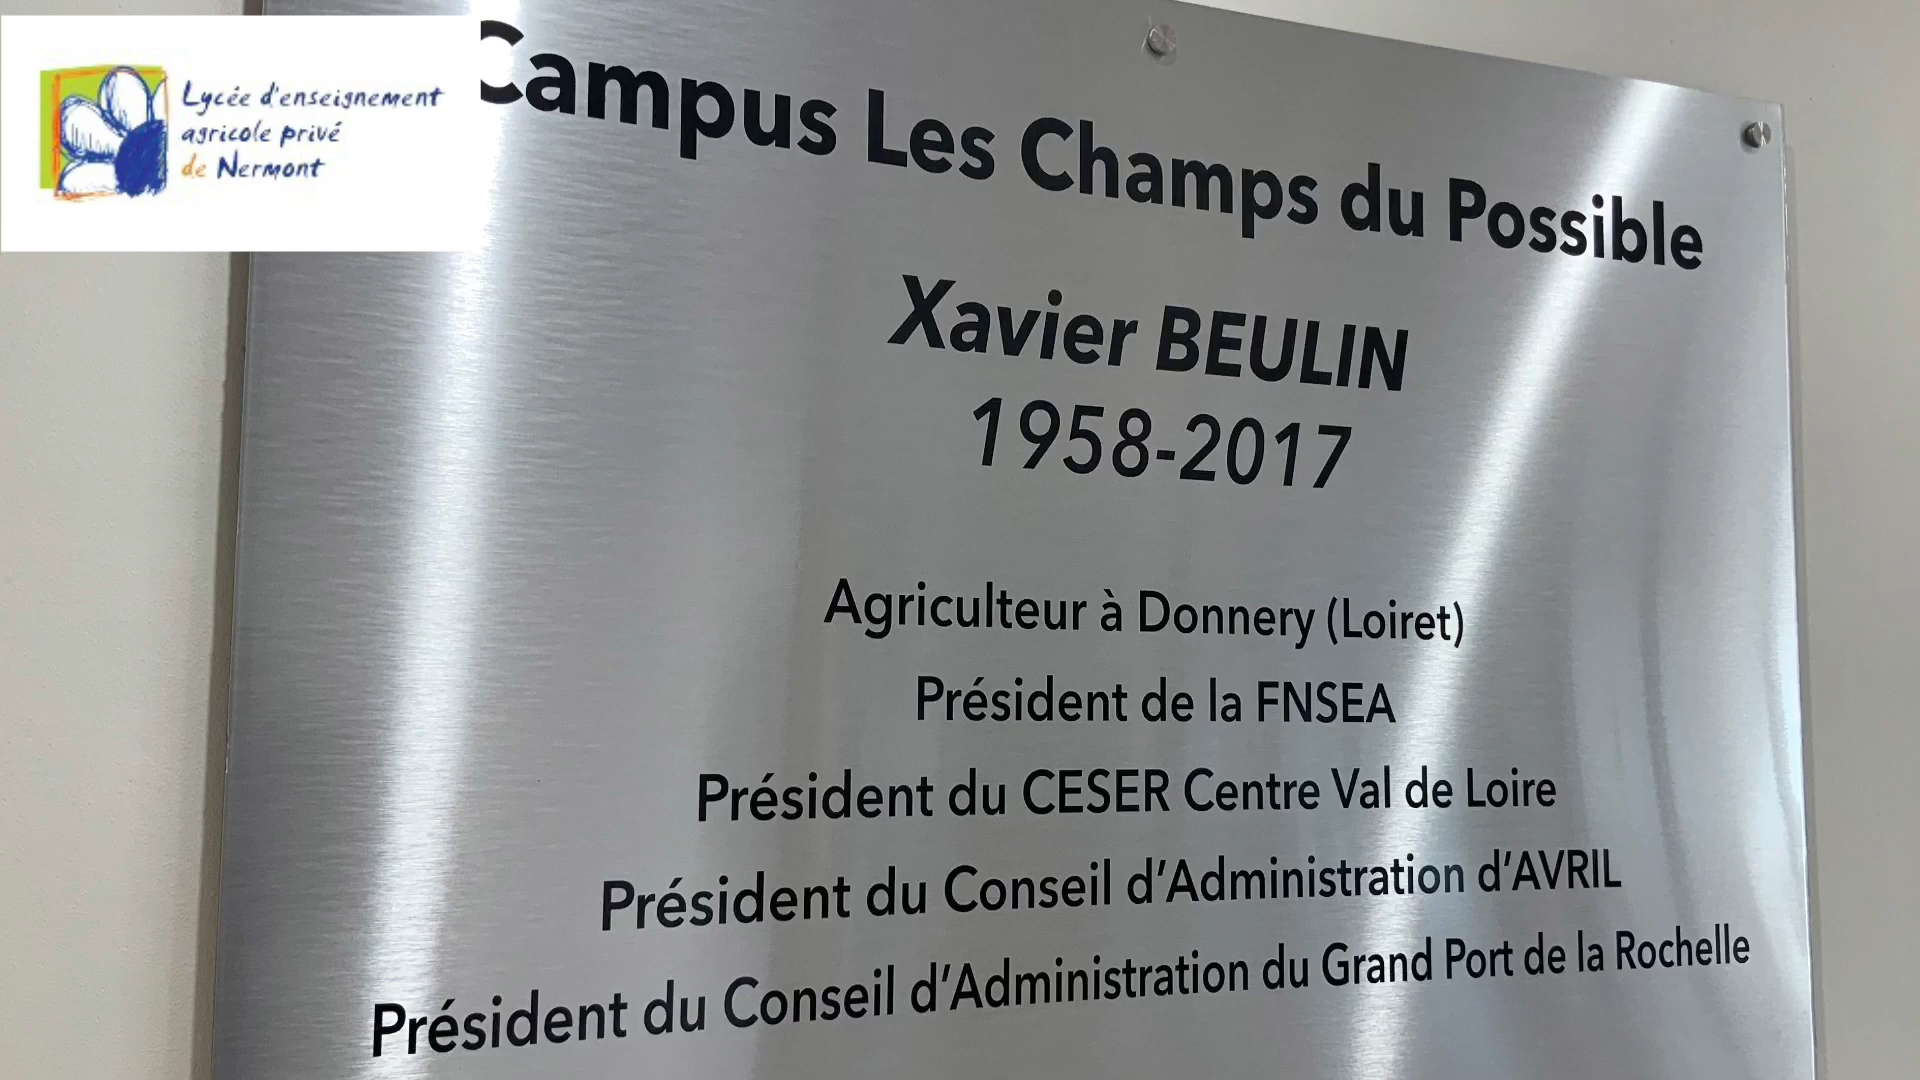 Lycée d'enseignement
agricole privé
de Nermont
Campus Les Champs du Possible
Xavier BEULIN
1958-2017
Agriculteur à Donnery (Loiret)
Président de la FNSEA
Président du CESER Centre Val de Loire
Président du Conseil d'Administration d'AVRIL
Président du Conseil d'Administration du Grand Port de la Rochelle